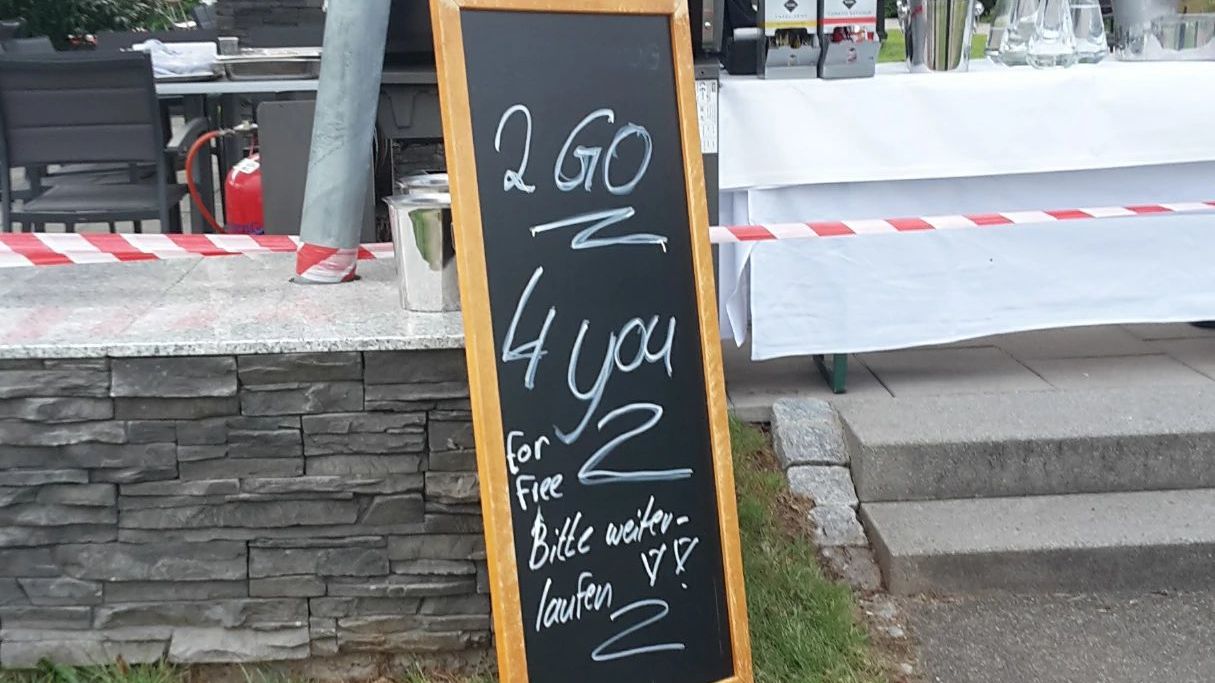 2 GO
4 you
for
Free
Bitte weiter-
laufen